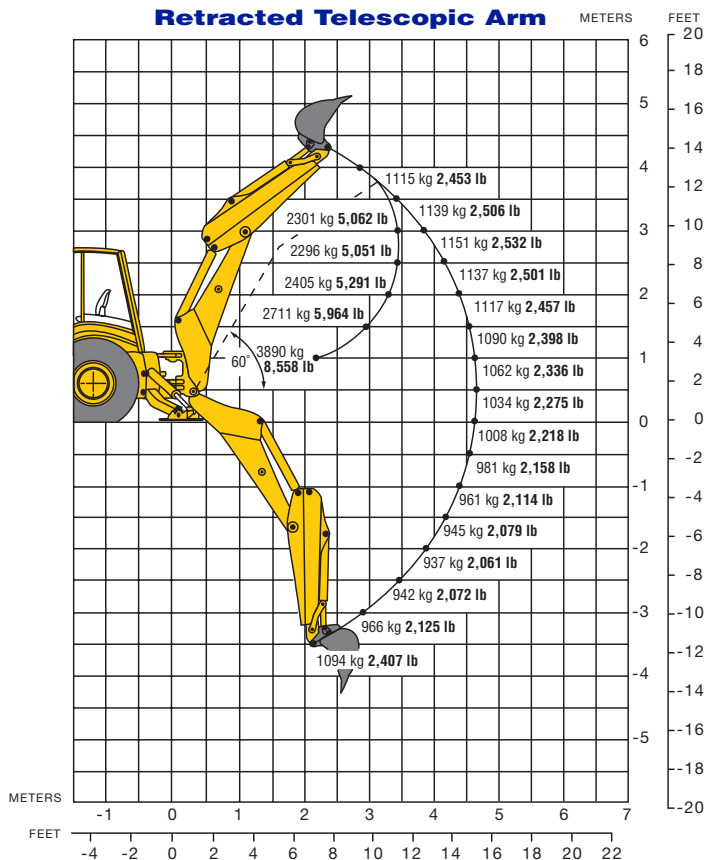 Retracted Telescopic Arm
METERS
FEET
6
5
4
3
2
1
0
-1
-2
-3
-4
-5
20
18
16
14
12
10
8
6
4
2
0
-2
-4
-6
-8
-10
-12
-14
-16
-18
-20
1115 kg 2,453 lb
1139 kg 2,506 lb
2301 kg 5,062 lb
1151 kg 2,532 lb
2296 kg 5,051 lb
1137 kg 2,501 lb
2405 kg 5,291 lb
1117 kg 2,457 lb
2711 kg 5,964 lb
1090 kg 2,398 lb
3890 kg
8,558 lb
60°
1062 kg 2,336 lb
1034 kg 2,275 lb
1008 kg 2,218 lb
981 kg 2,158 lb
961 kg 2,114 lb
945 kg 2,079 lb
937 kg 2,061 lb
942 kg 2,072 lb
966 kg 2,125 lb
1094 kg 2,407 lb
METERS
-1 0 1 2 3 4 5 6 7
FEET
-4 -2 0 2 4 6 8 10 12 14 16 18 20 22